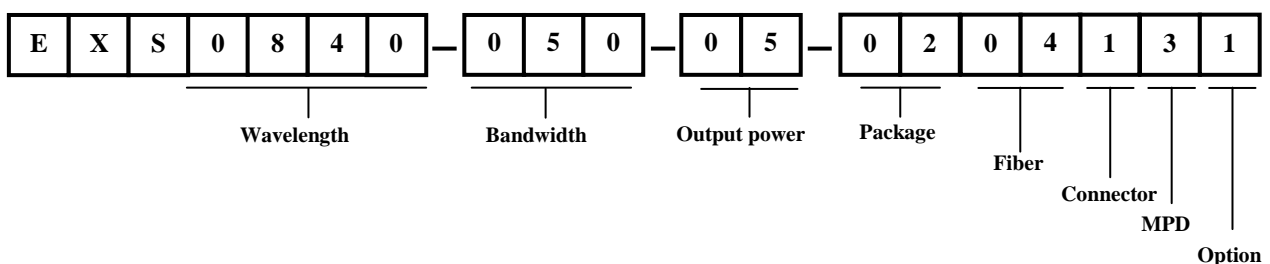 E X S 0 8 4 0 – 0 5 0 – 0 5 – 0 2 0 4 1 3 1
Wavelength Bandwidth Output power Package
Fiber
Connector
MPD
Option